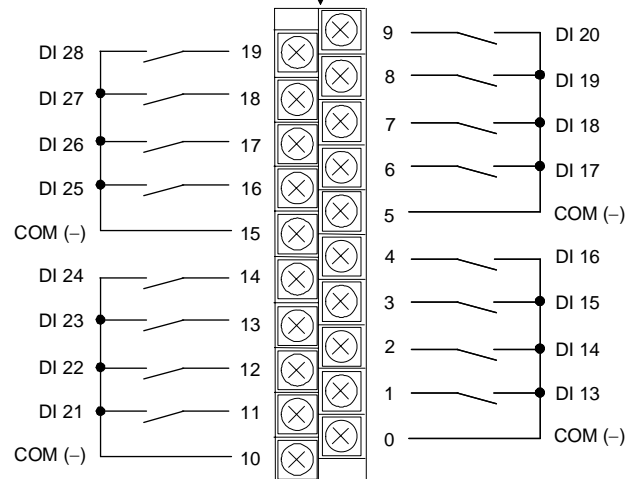 DI 28 19
DI 27 18
DI 26 17
DI 25 16
COM (−) 15
DI 24 14
DI 23 13
DI 22 12
DI 21 11
COM (−) 10
9 DI 20
8 DI 19
7 DI 18
6 DI 17
5 COM (−)
4 DI 16
3 DI 15
2 DI 14
1 DI 13
0 COM (−)